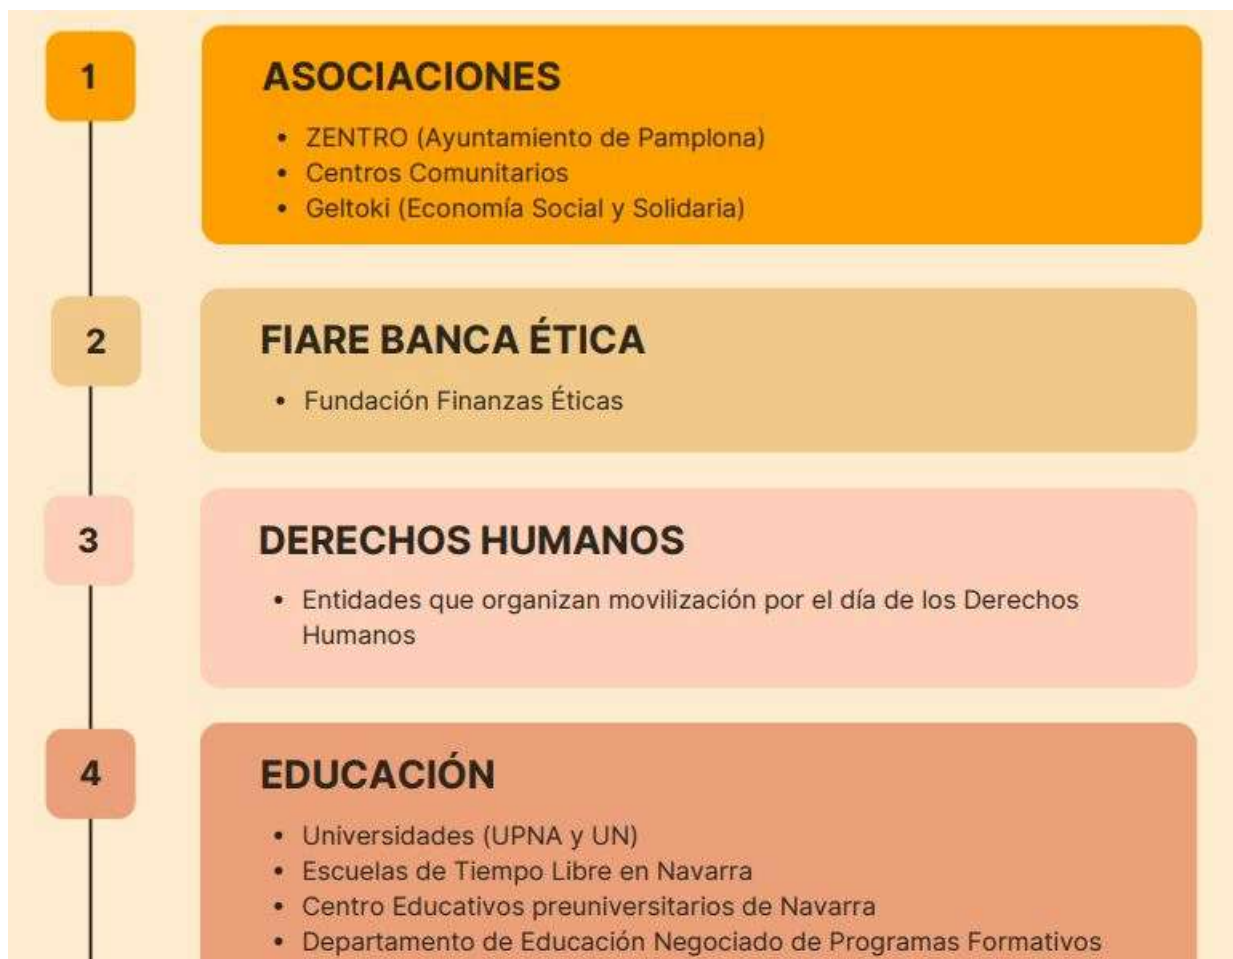 1
ASOCIACIONES
• ZENTRO (Ayuntamiento de Pamplona)
• Centros Comunitarios
• Geltoki (Economía Social y Solidaria)
2
FIARE BANCA ÉTICA
• Fundación Finanzas Éticas
3
DERECHOS HUMANOS
• Entidades que organizan movilización por el día de los Derechos
Humanos
4
EDUCACIÓN
• Universidades (UPNA y UN)
• Escuelas de Tiempo Libre en Navarra
• Centro Educativos preuniversitarios de Navarra
• Departamento de Educación Negociado de Programas Formativos